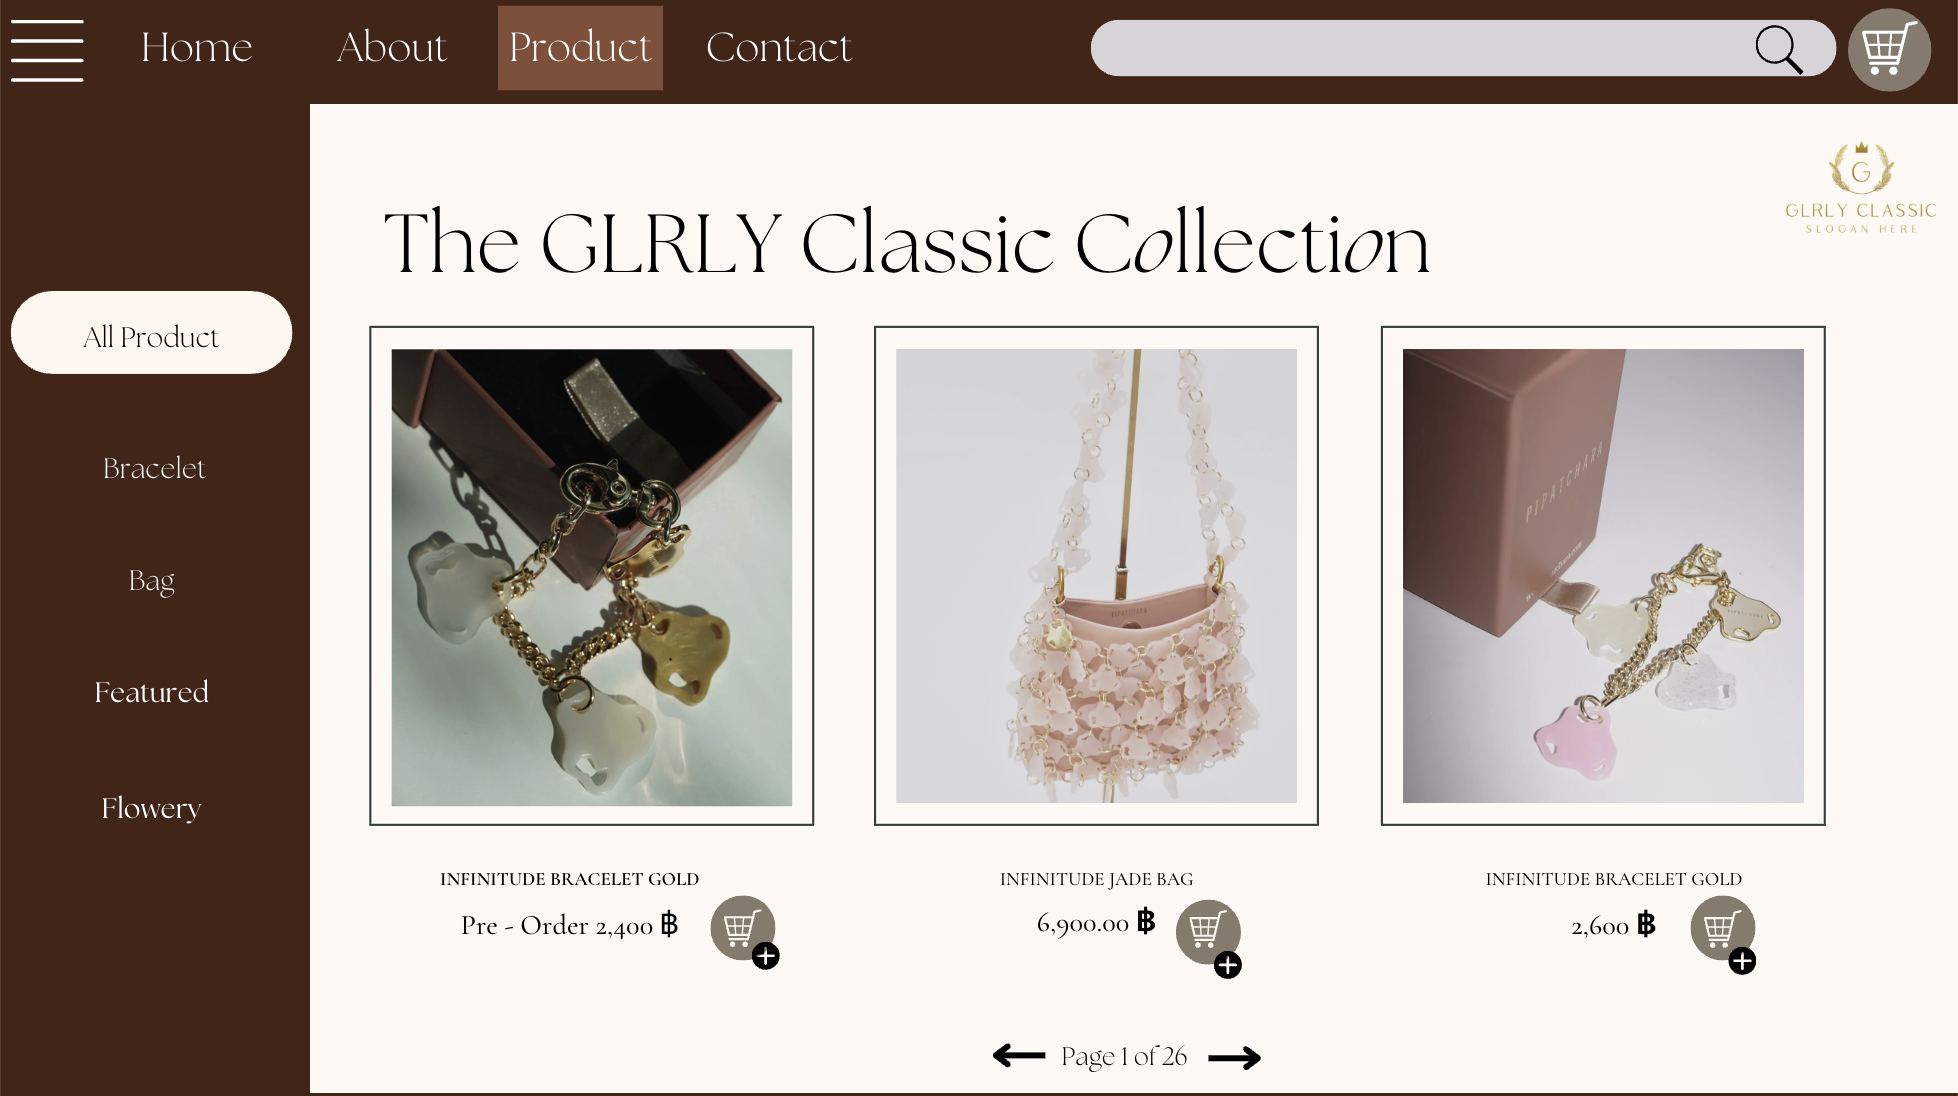 Home About Product Contact
G
GLRLY CLASSIC
SLOGAN HERE
The GLRLY Classic Collection
All Product
Bracelet
Bag
Featured
Flowery
PIPATCHARA
PIPATCHARA
INFINITUDE BRACELET GOLD
Pre - Order 2,400 ฿
INFINITUDE JADE BAG
6,900.00 ฿
INFINITUDE BRACELET GOLD
2,600 ฿
Page 1 of 26